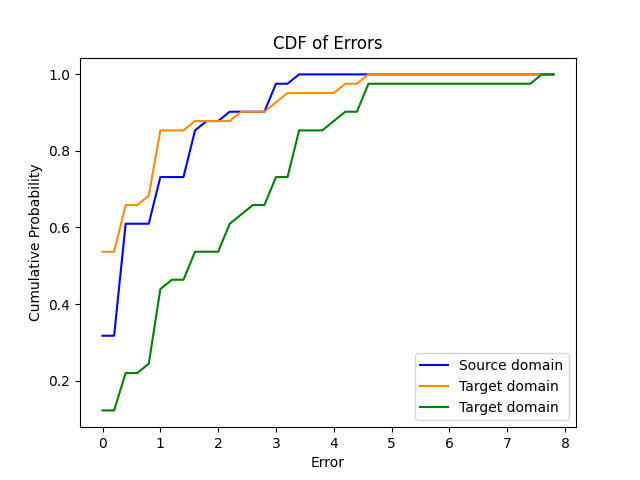 CDF of Errors
Cumulative Probability
1.0
0.8
0.6
0.4
0.2
0 1 2 3 4 5 6 7 8
Error
Source domain
Target domain
Target domain